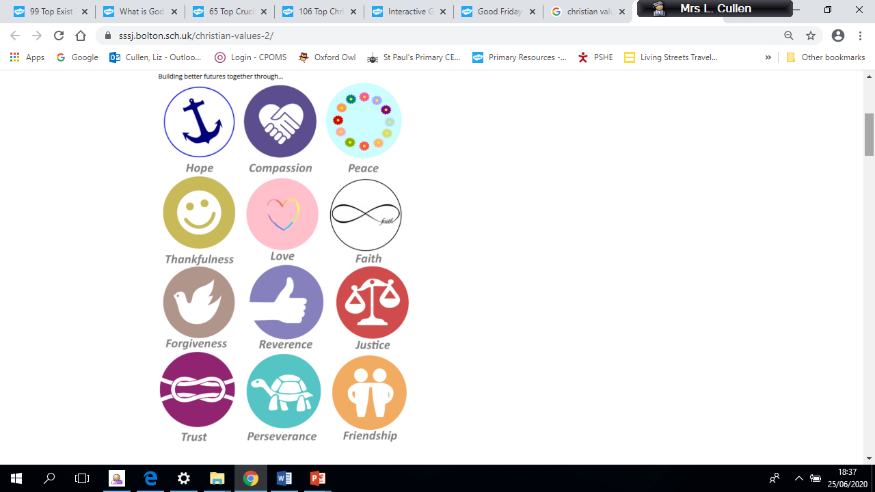 99 Top Exist
What is God
65 Top Cruc
106 Top Chri
Interactive G
Good Friday
christian valu
Mrs L. Cullen
sssj.bolton.sch.uk/christian-values-2/
Apps
Google
Cullen, Liz - Outloo...
Login - CPOMS
Oxford Owl
St Paul's Primary CE...
Primary Resources -...
PSHE
Living Streets Travel...
»
Other bookmarks
Building better futures together through...
Hope Compassion Peace
faith
Thankfulness Love Faith
Forgiveness Reverence Justice
Trust Perseverance Friendship
18:37
25/06/2020